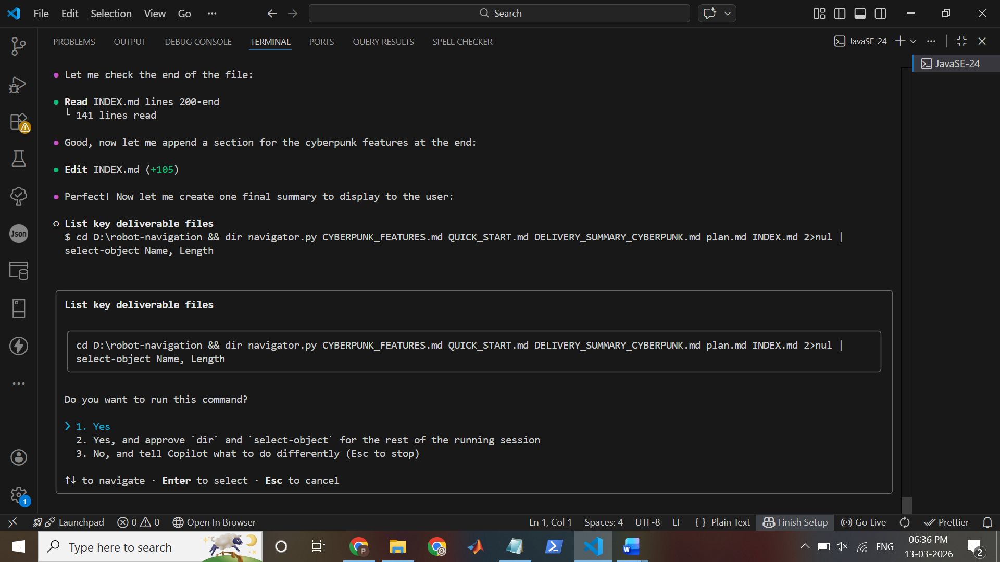 File Edit Selection View Go ··· Search
PROBLEMS OUTPUT DEBUG CONSOLE TERMINAL PORTS QUERY RESULTS SPELL CHECKER JavaSE-24
JavaSE-24
● Let me check the end of the file:
● Read INDEX.md lines 200-end
└ 141 lines read
● Good, now let me append a section for the cyberpunk features at the end:
● Edit INDEX.md (+105)
● Perfect! Now let me create one final summary to display to the user:
○ List key deliverable files
$ cd D:\robot-navigation && dir navigator.py CYBERPUNK_FEATURES.md QUICK_START.md DELIVERY_SUMMARY_CYBERPUNK.md plan.md INDEX.md 2>nul |
select-object Name, Length
List key deliverable files
cd D:\robot-navigation && dir navigator.py CYBERPUNK_FEATURES.md QUICK_START.md DELIVERY_SUMMARY_CYBERPUNK.md plan.md INDEX.md 2>nul |
select-object Name, Length
Do you want to run this command?
❯ 1. Yes
2. Yes, and approve `dir` and `select-object` for the rest of the running session
3. No, and tell Copilot what to do differently (Esc to stop)
↑↓ to navigate · Enter to select · Esc to cancel
Json
1
Launchpad 0 0 Open In Browser Ln 1, Col 1 Spaces: 4 UTF-8 LF { } Plain Text Finish Setup Go Live Prettier
Type here to search P W ENG 06:36 PM
13-03-2026 2